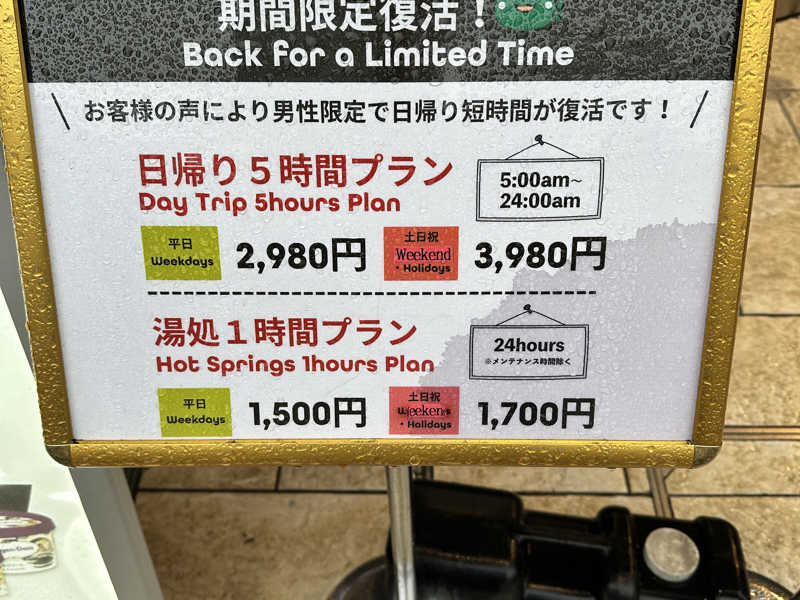 期間限定復活！
Back for a Limited Time
お客様の声により男性限定で日帰り短時間が復活です！
日帰り５時間プラン
Day Trip 5hours Plan
5:00am~
24:00am
平日
Weekdays
2,980円
土日祝
Weekend
・Holidays
3,980円
湯処１時間プラン
Hot Springs 1hours Plan
24hours
※メンテナンス時間除く
平日
Weekdays
1,500円
土日祝
・Holidays
1,700円